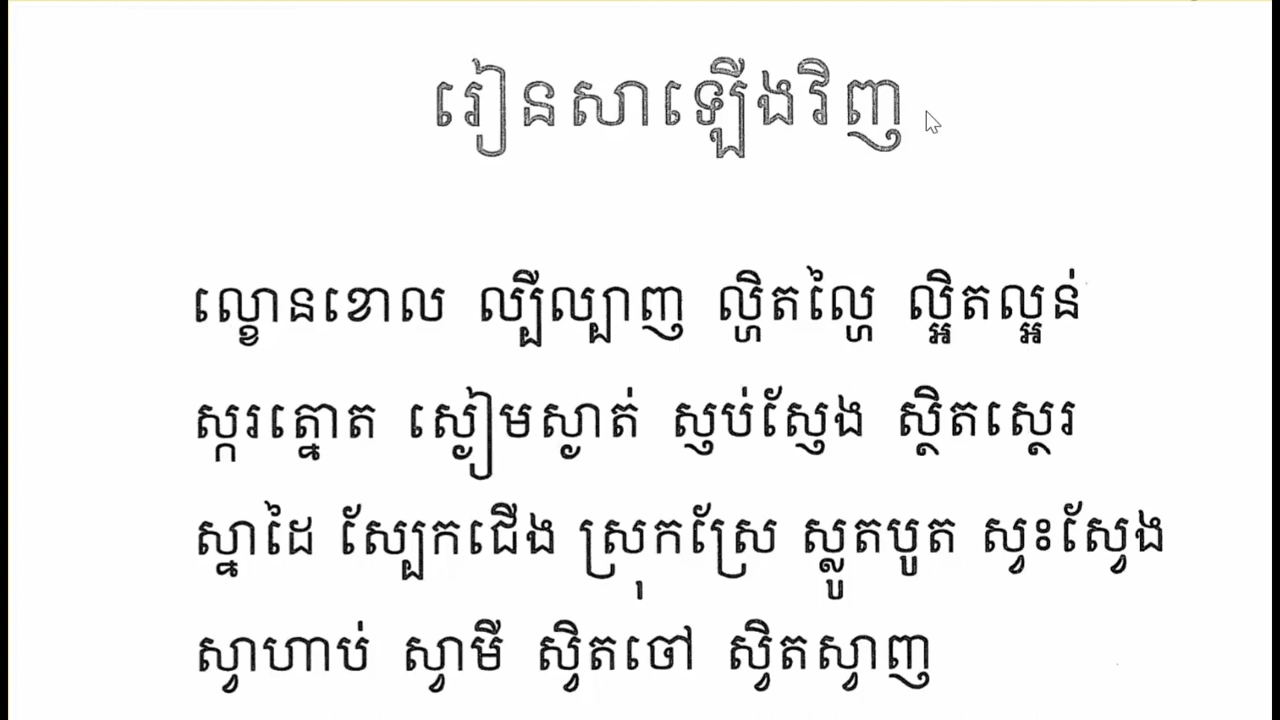 រៀនសាឡើងវិញ
ល្ខោនខោល ល្បីល្បាញ ល្ហិតល្ហៃ ល្អិតល្អន់
ស្ករត្នោត ស្ងៀមស្ងាត់ ស្ញប់ស្ញែង ស្ថិតស្ថេរ
ស្នាដៃ ស្បែកជើង ស្រុកស្រែ ស្លូតបូត ស្វះស្វែង
ស្វាហាប់ ស្វាមី ស្វិតចៅ ស្វិតស្វាញ